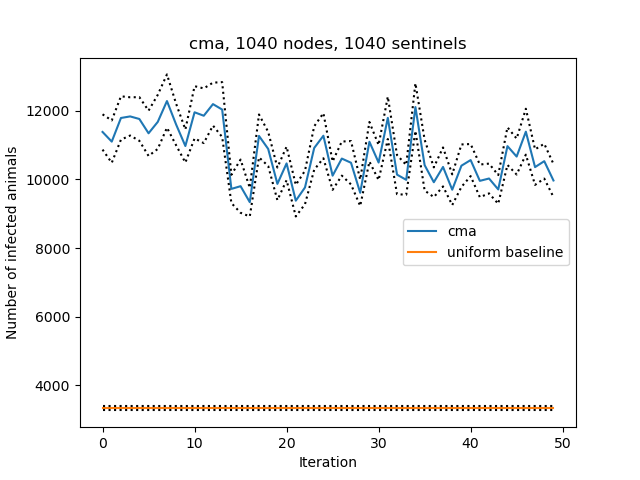 cma, 1040 nodes, 1040 sentinels
12000
10000
8000
6000
4000
Number of infected animals
cma
uniform baseline
0
10
20
30
40
50
Iteration